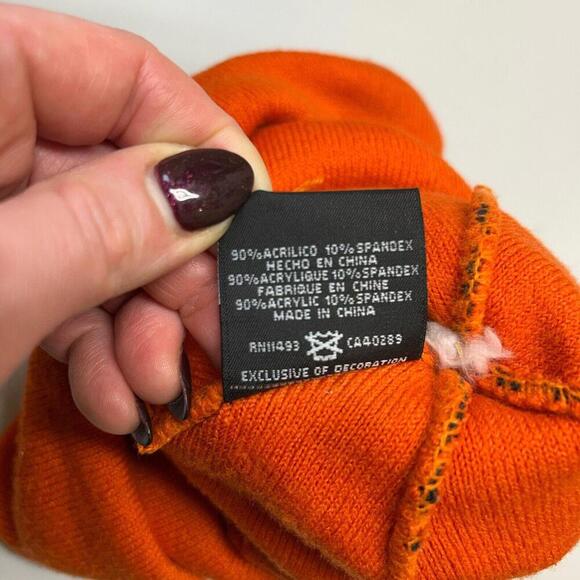 90% ACRILICO 10% SPANDEX
HECHO EN CHINA
90% ACRYLIQUE 10% SPANDEX
FABRIQUE EN CHINE
90% ACRYLIC 10% SPANDEX
MADE IN CHINA
RN11493 CA40289
EXCLUSIVE OF DECORATION